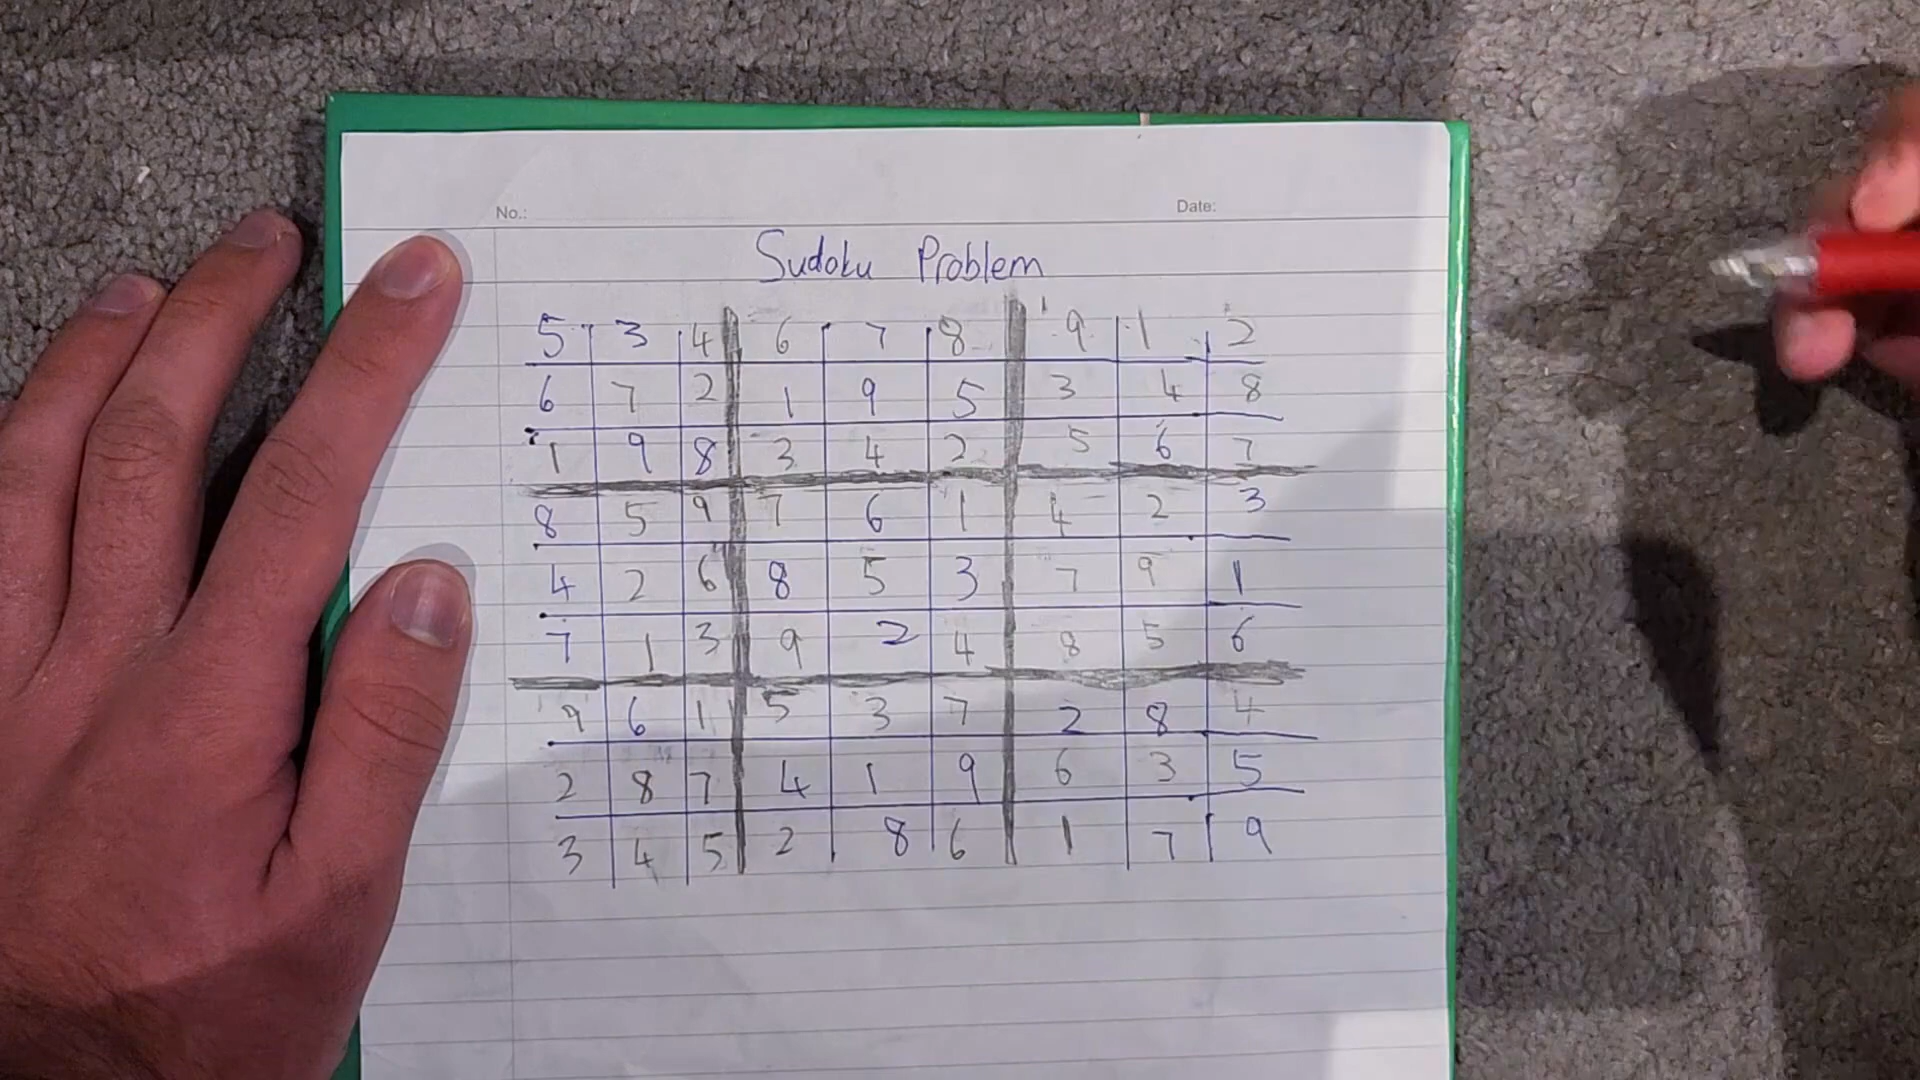 No.: Date:
Sudoku Problem
5 3 4 6 7 8 9 1 2
6 7 2 1 9 5 3 4 8
1 9 8 3 4 2 5 6 7
8 5 9 7 6 1 4 2 3
4 2 6 8 5 3 7 9 1
7 1 3 9 2 4 8 5 6
9 6 1 5 3 7 2 8 4
2 8 7 4 1 9 6 3 5
3 4 5 2 8 6 1 7 9